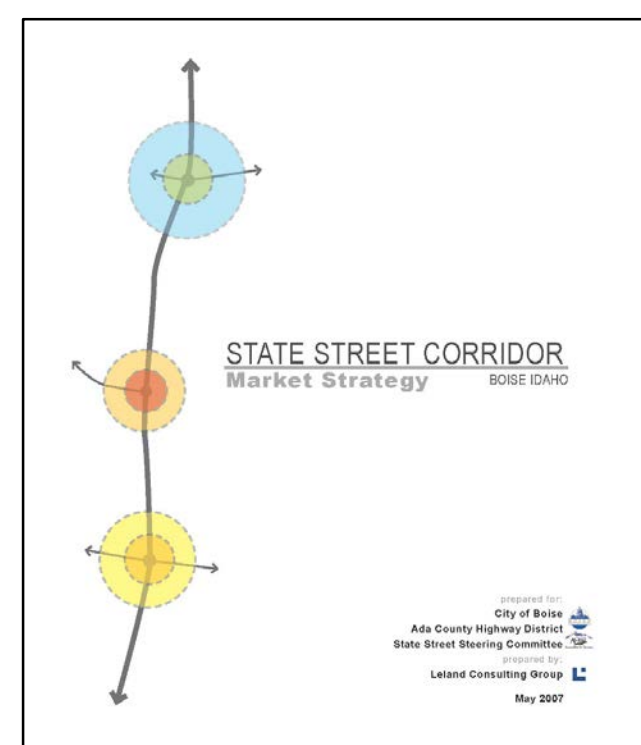 STATE STREET CORRIDOR
Market Strategy
BOISE IDAHO
prepared for:
City of Boise
Ada County Highway District
State Street Steering Committee
prepared by:
Leland Consulting Group
May 2007